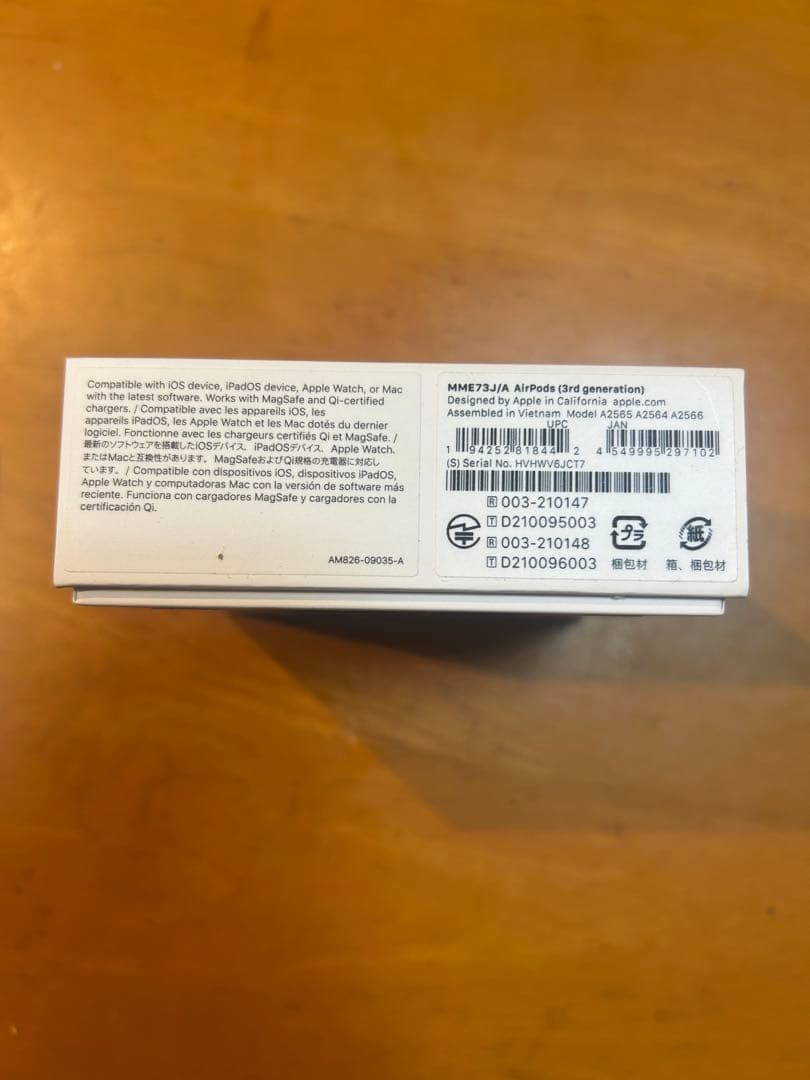 Compatible with iOS device, iPadOS device, Apple Watch, or Mac
with the latest software. Works with MagSafe and Qi-certified
chargers. / Compatible avec les appareils iOS, les
appareils iPadOS, les Apple Watch et les Mac dotés du dernier
logiciel. Fonctionne avec les chargeurs certifiés Qi et MagSafe. /
最新のソフトウェアを搭載したiOSデバイス、iPadOSデバイス、Apple Watch、
またはMacと互換性があります。MagSafeおよびQi規格の充電器に対応し
ています。/ Compatible con dispositivos iOS, dispositivos iPadOS,
Apple Watch y computadoras Mac con la versión de software más
reciente. Funciona con cargadores MagSafe y cargadores con la
certificación Qi.
AM826-09035-A
MME73J/A AirPods (3rd generation)
Designed by Apple in California apple.com
Assembled in Vietnam Model A2565 A2564 A2566
UPC JAN
1 94252 81844 2 4 549995 297102
(S) Serial No. HVHWV6JCT7
R 003-210147
T D210095003
R 003-210148
T D210096003
プラ 紙
梱包材 箱、梱包材